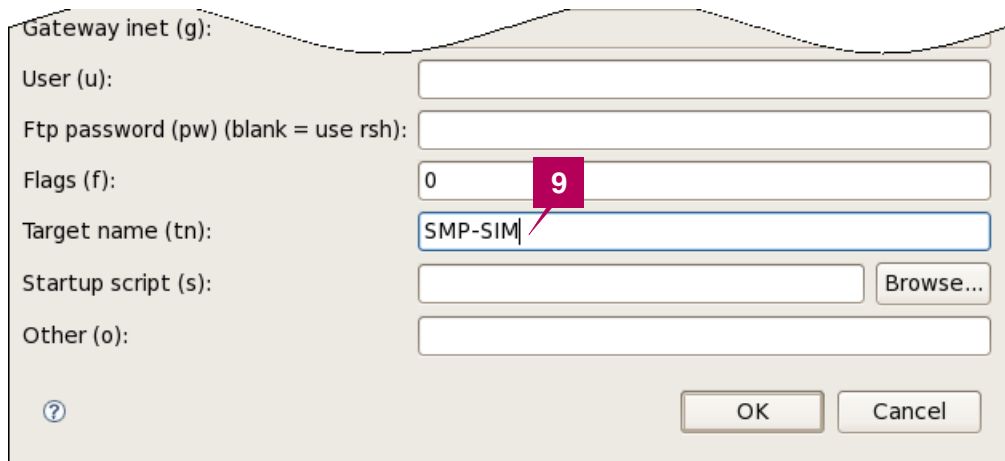 Gateway inet (g):
User (u):
Ftp password (pw) (blank = use rsh):
Flags (f): 0
9
Target name (tn): SMP-SIM
Startup script (s): Browse...
Other (o):
? OK Cancel